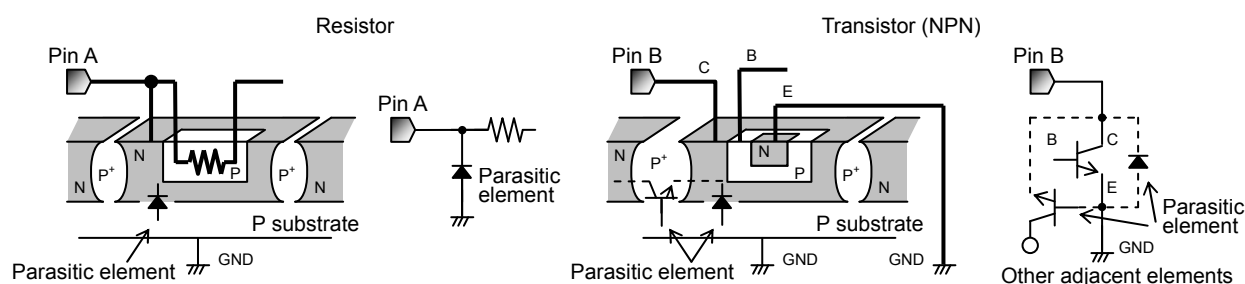 Resistor
Pin A
N
P+
N
P
P+
N
Parasitic element
P substrate
GND
Pin A
Parasitic
element
Transistor (NPN)
Pin B
C
B
E
N
P+
N
P
P+
N
N
P substrate
Parasitic element
GND
GND
Pin B
B
C
E
Parasitic
element
GND
Other adjacent elements